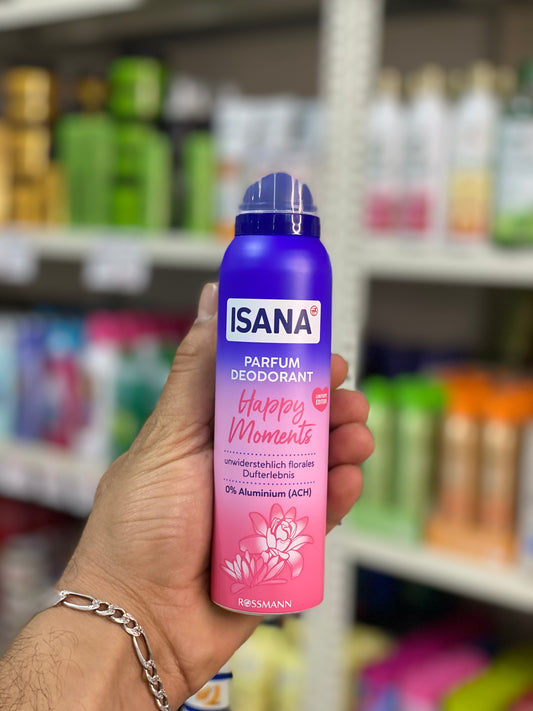 ISANA
PARFUM
DEODORANT
Happy
Moments
LIMITED
EDITION
unwiderstehlich florales
Dufterlebnis
0% Aluminium (ACH)
ROSSMANN